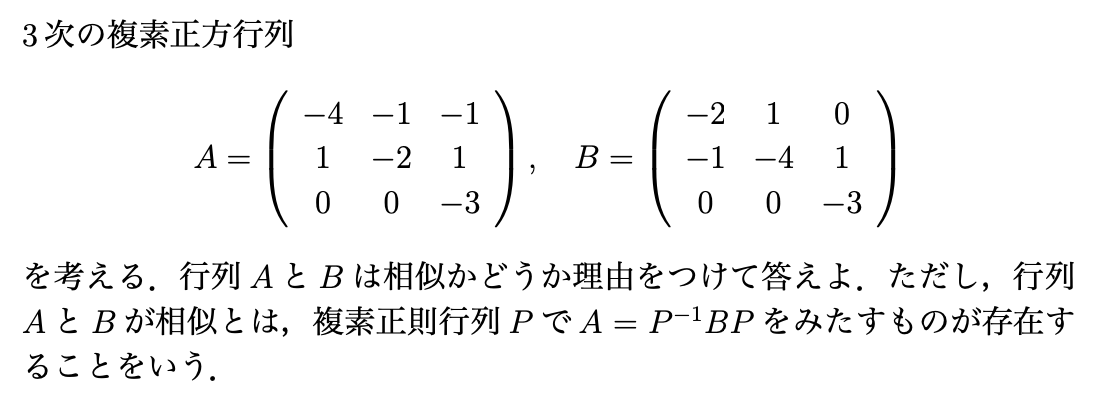 3次の複素正方行列
A = \begin{pmatrix} -4 & -1 & -1 \\ 1 & -2 & 1 \\ 0 & 0 & -3 \end{pmatrix}, B = \begin{pmatrix} -2 & 1 & 0 \\ -1 & -4 & 1 \\ 0 & 0 & -3 \end{pmatrix}
を考える．行列 A と B は相似かどうか理由をつけて答えよ．ただし，行列
A と B が相似とは，複素正則行列 P で A = P^{-1}BP をみたすものが存在す
ることをいう．